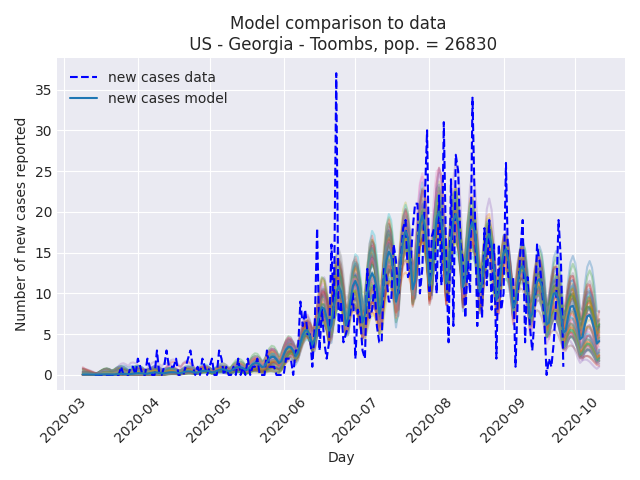 Model comparison to data
US - Georgia - Toombs, pop. = 26830
new cases data
new cases model
Number of new cases reported
35
30
25
20
15
10
5
0
2020-03
2020-04
2020-05
2020-06
2020-07
2020-08
2020-09
2020-10
Day